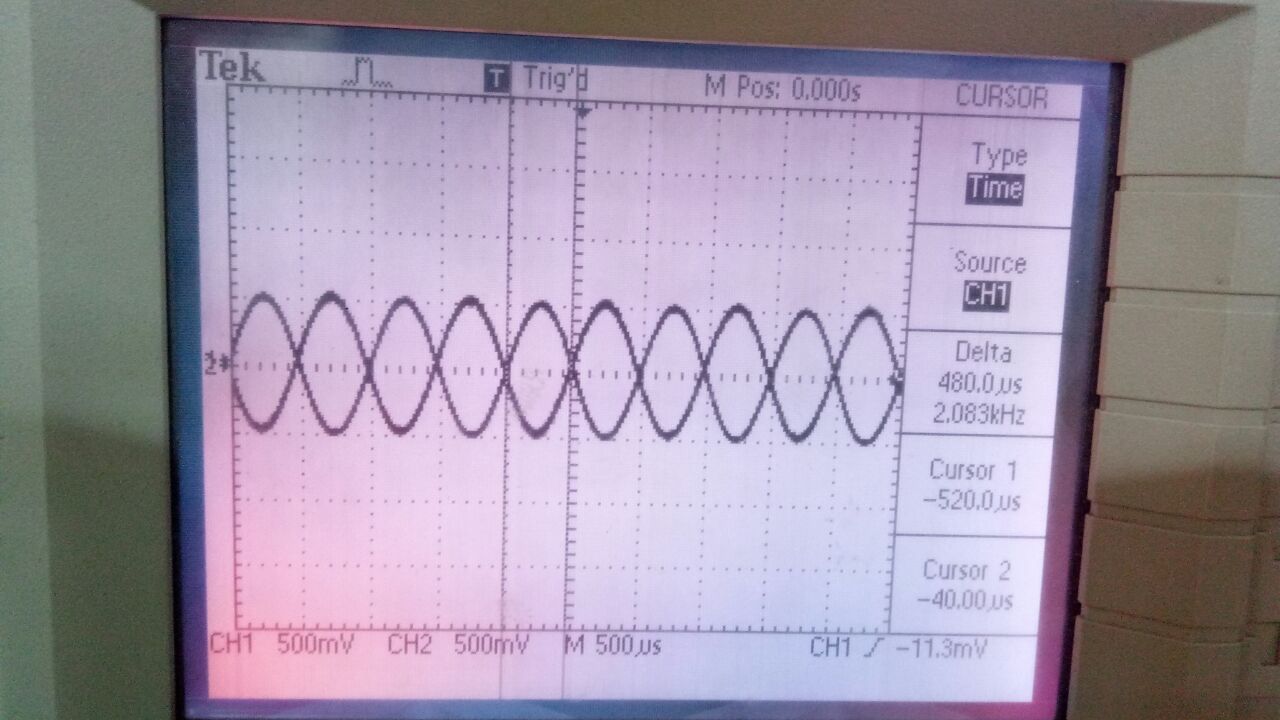 Tek T Trig'd M Pos: 0.000s CURSOR
Type
Time
Source
CH1
2
Delta
480.0µs
2.083kHz
Cursor 1
-520.0µs
Cursor 2
-40.00µs
CH1 500mV CH2 500mV M 500µs CH1 -11.3mV